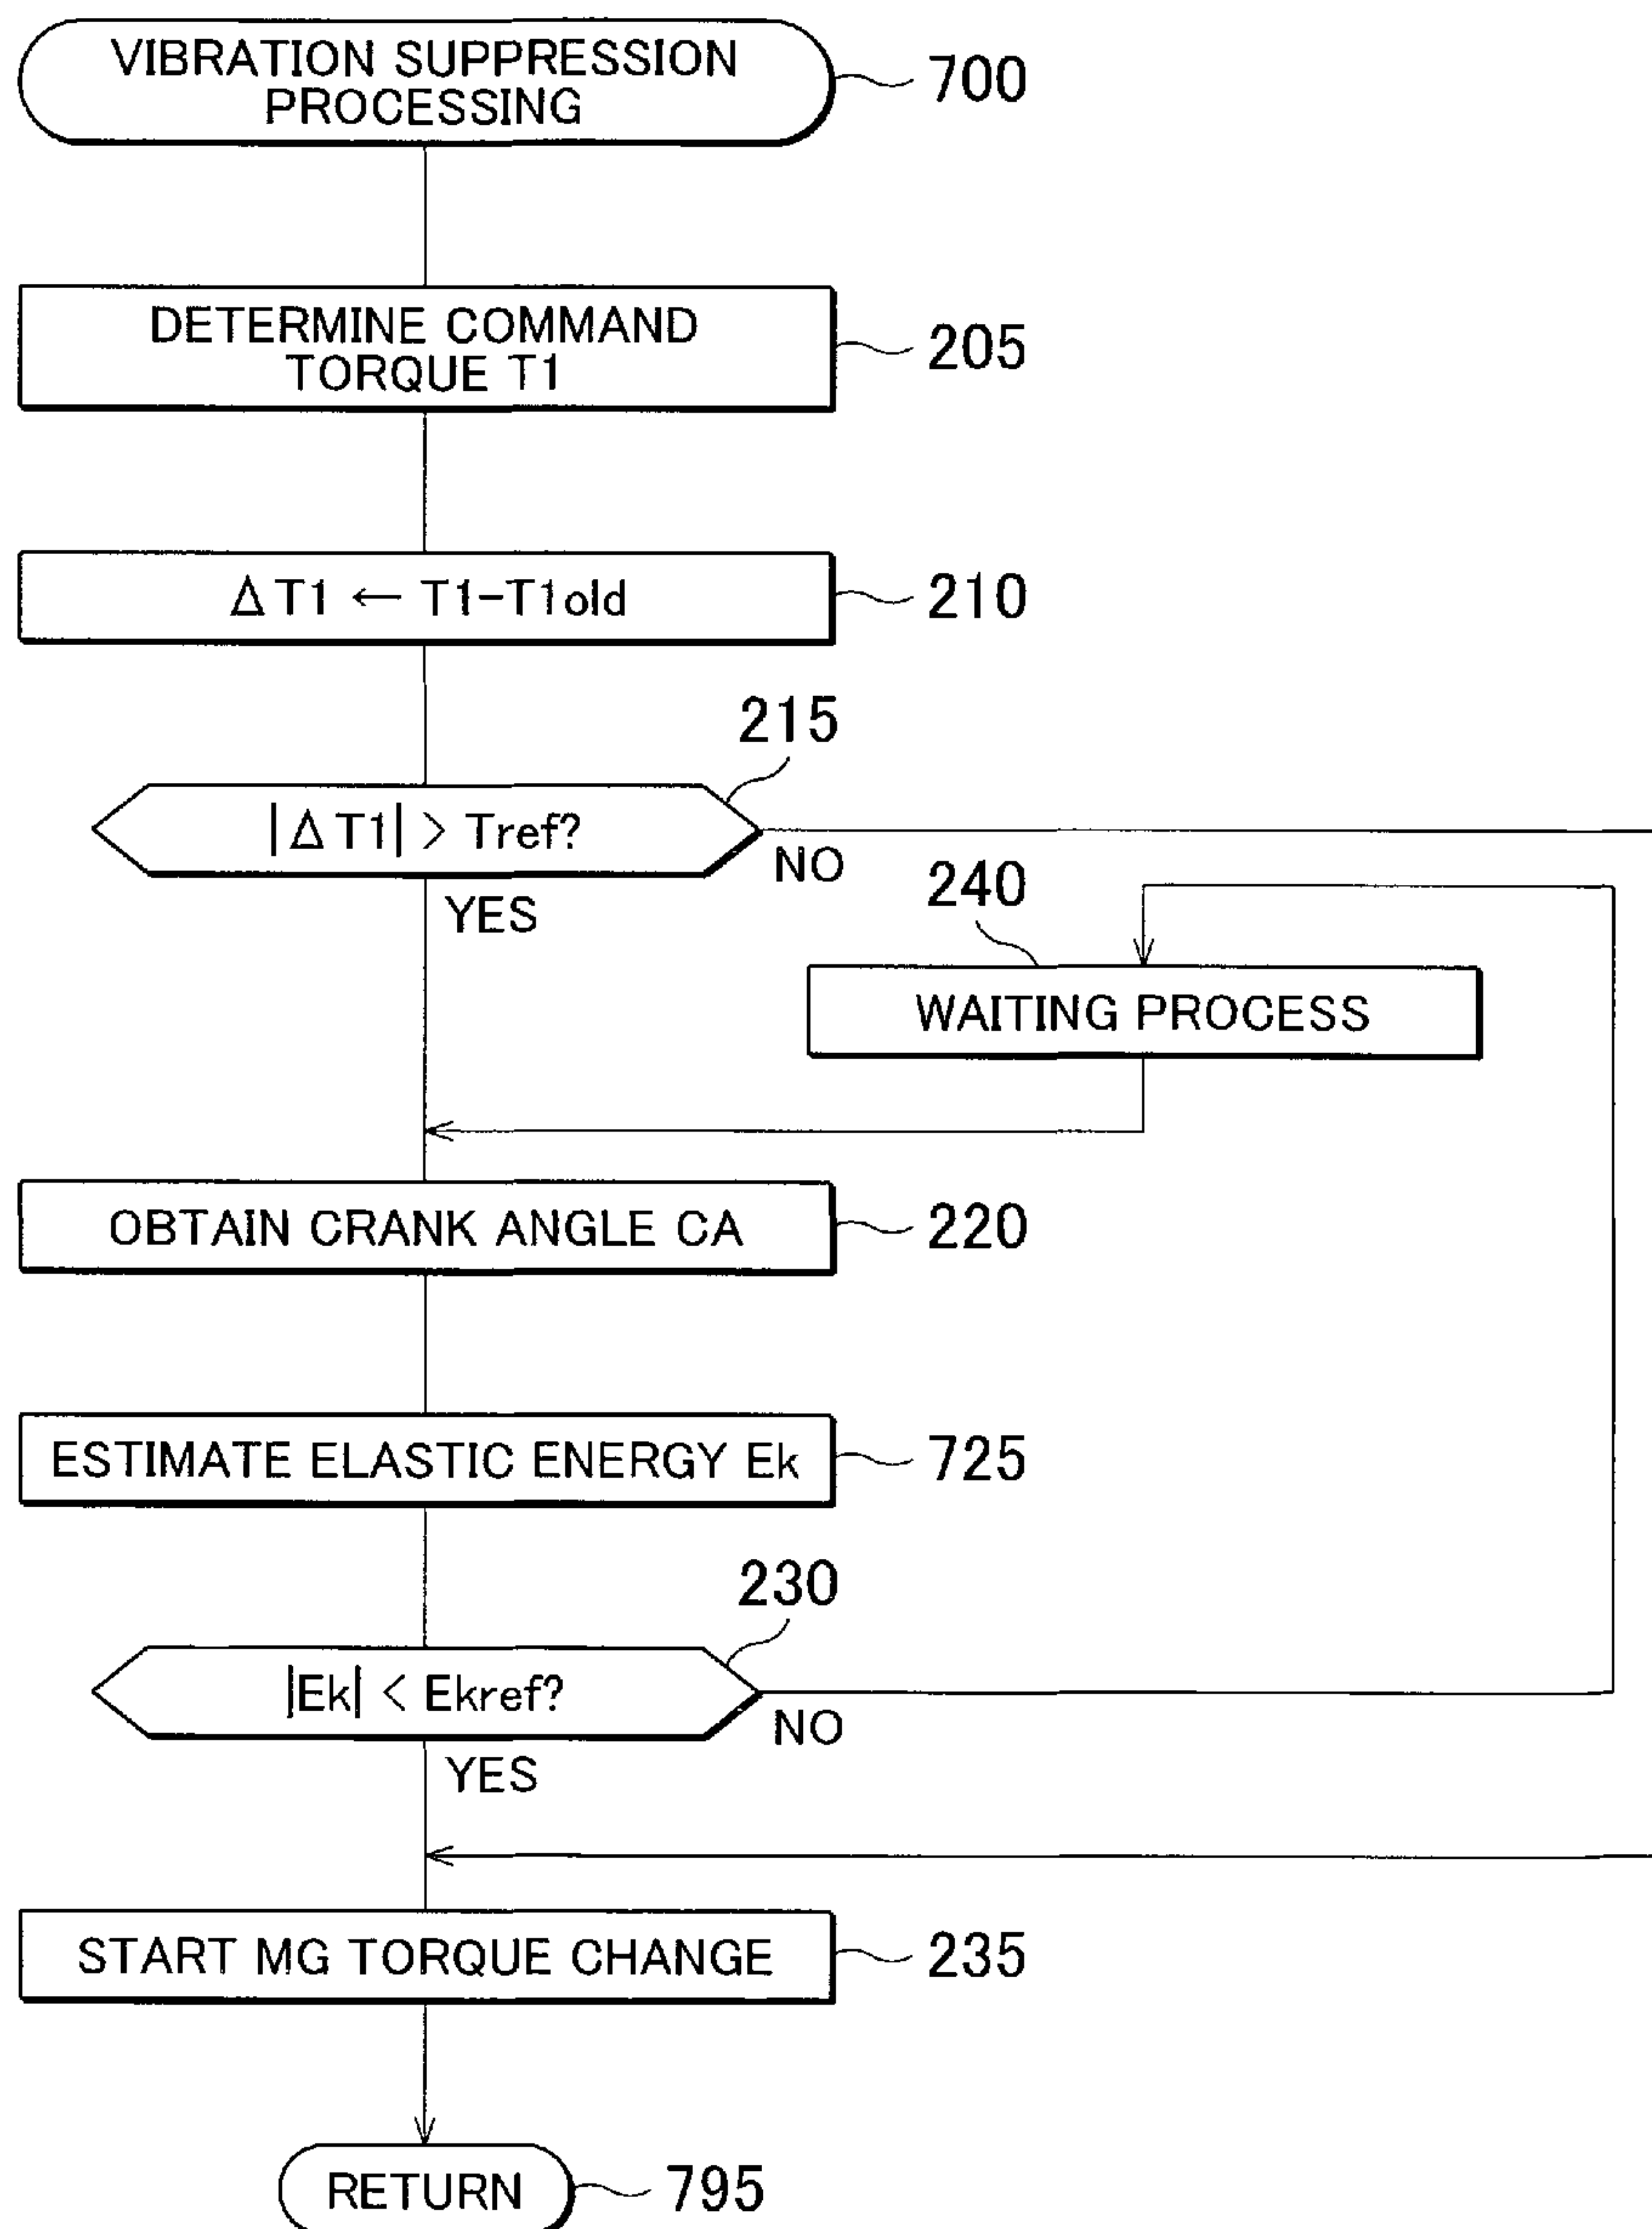 VIBRATION SUPPRESSION
PROCESSING
700
DETERMINE COMMAND
TORQUE T1
205
ΔT1 ← T1-T1old
210
215
|ΔT1| > Tref?
NO
YES
240
WAITING PROCESS
OBTAIN CRANK ANGLE CA
220
ESTIMATE ELASTIC ENERGY Ek
725
230
|Ek| < Ekref?
NO
YES
START MG TORQUE CHANGE
235
RETURN
795